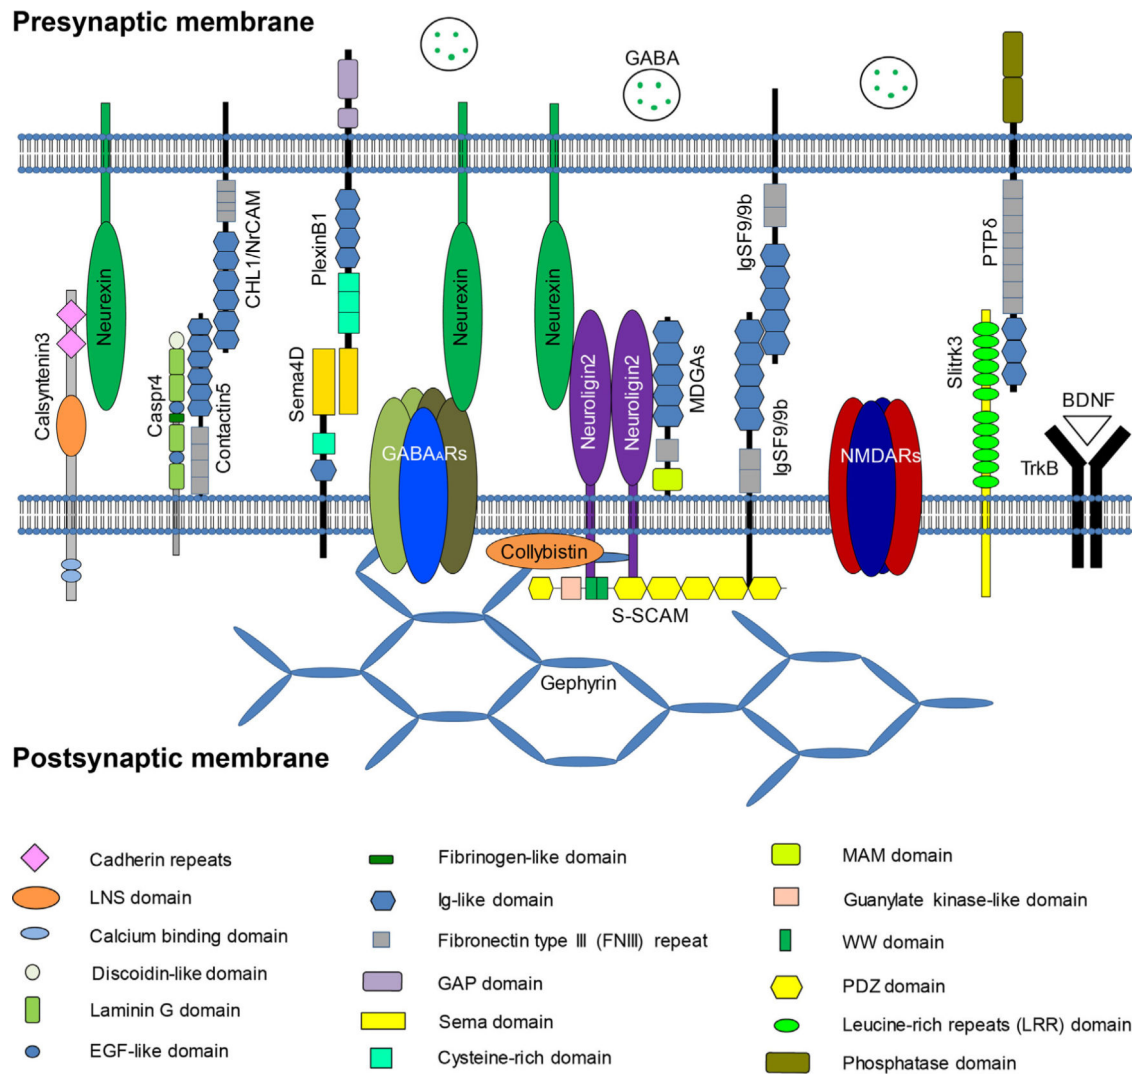 Presynaptic membrane
GABA
Neurexin
CHL1/NrCAM
PlexinB1
Neurexin
Neurexin
IgSF9/9b
PTPδ
Calsyntenin3
Caspr4
Contactin5
Sema4D
GABAARs
Neuroligin2
Neuroligin2
MDGAs
IgSF9/9b
NMDARs
Slitrk3
BDNF
TrkB
Collybistin
S-SCAM
Gephyrin
Postsynaptic membrane
Cadherin repeats
LNS domain
Calcium binding domain
Discoidin-like domain
Laminin G domain
EGF-like domain
Fibrinogen-like domain
Ig-like domain
Fibronectin type Ⅲ (FNⅢ) repeat
GAP domain
Sema domain
Cysteine-rich domain
MAM domain
Guanylate kinase-like domain
WW domain
PDZ domain
Leucine-rich repeats (LRR) domain
Phosphatase domain